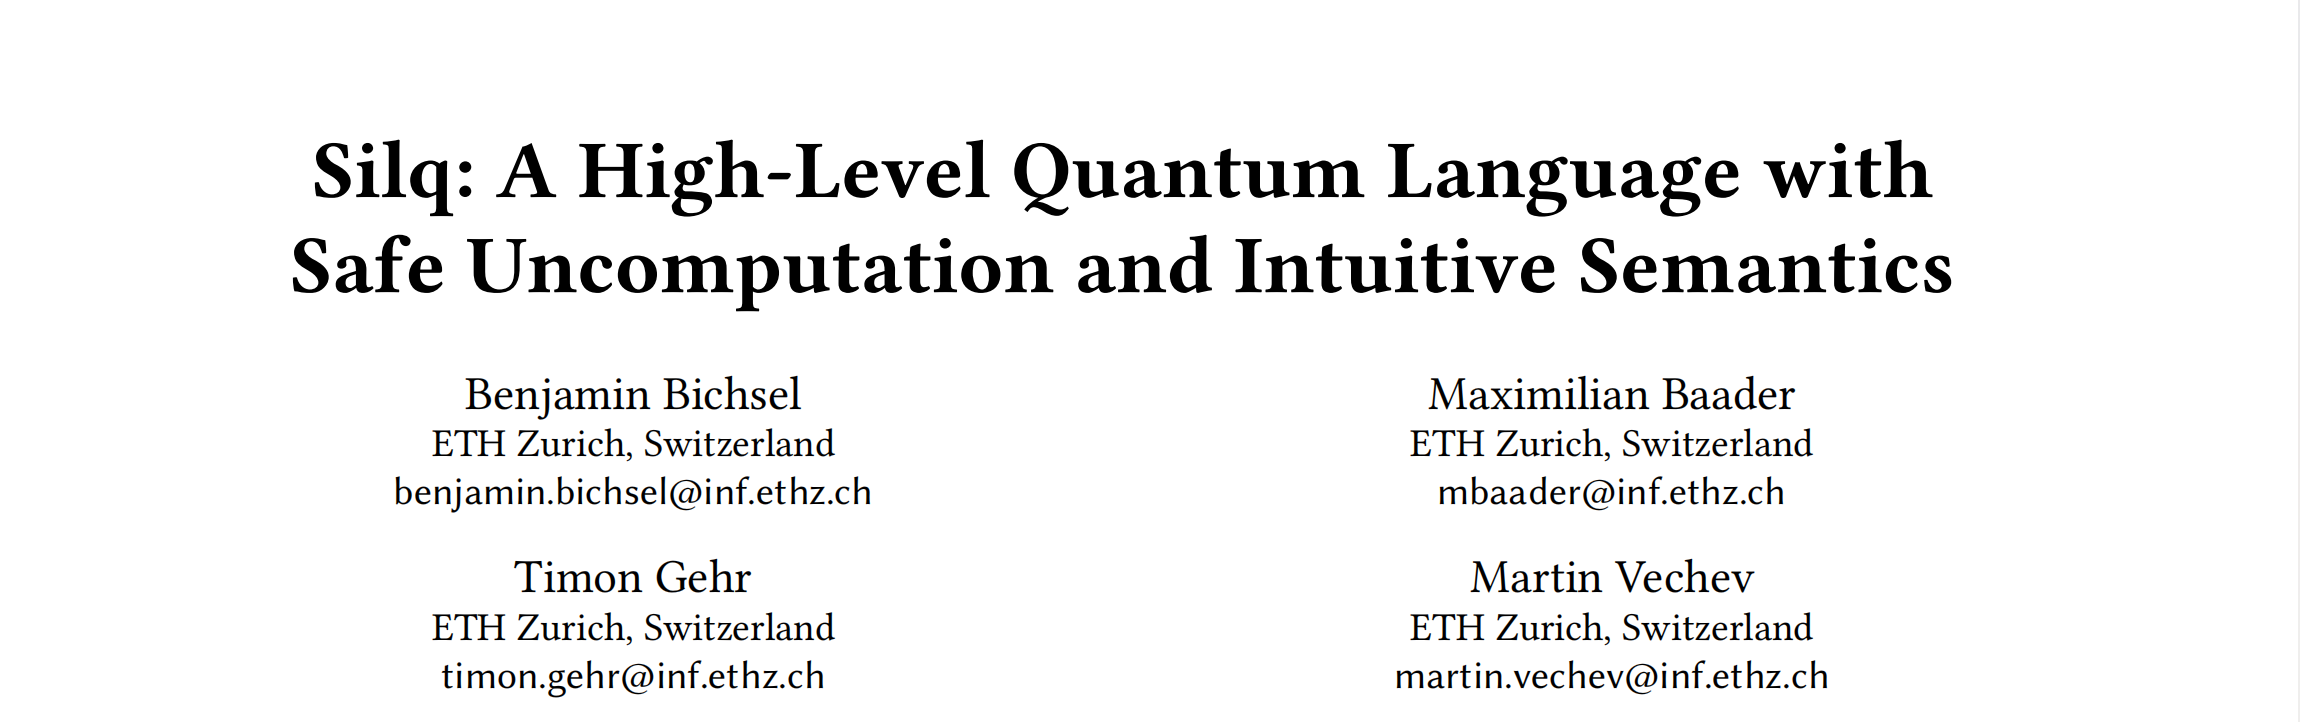 Silq: A High-Level Quantum Language with
Safe Uncomputation and Intuitive Semantics
Benjamin Bichsel
ETH Zurich, Switzerland
benjamin.bichsel@inf.ethz.ch
Maximilian Baader
ETH Zurich, Switzerland
mbaader@inf.ethz.ch
Timon Gehr
ETH Zurich, Switzerland
timon.gehr@inf.ethz.ch
Martin Vechev
ETH Zurich, Switzerland
martin.vechev@inf.ethz.ch